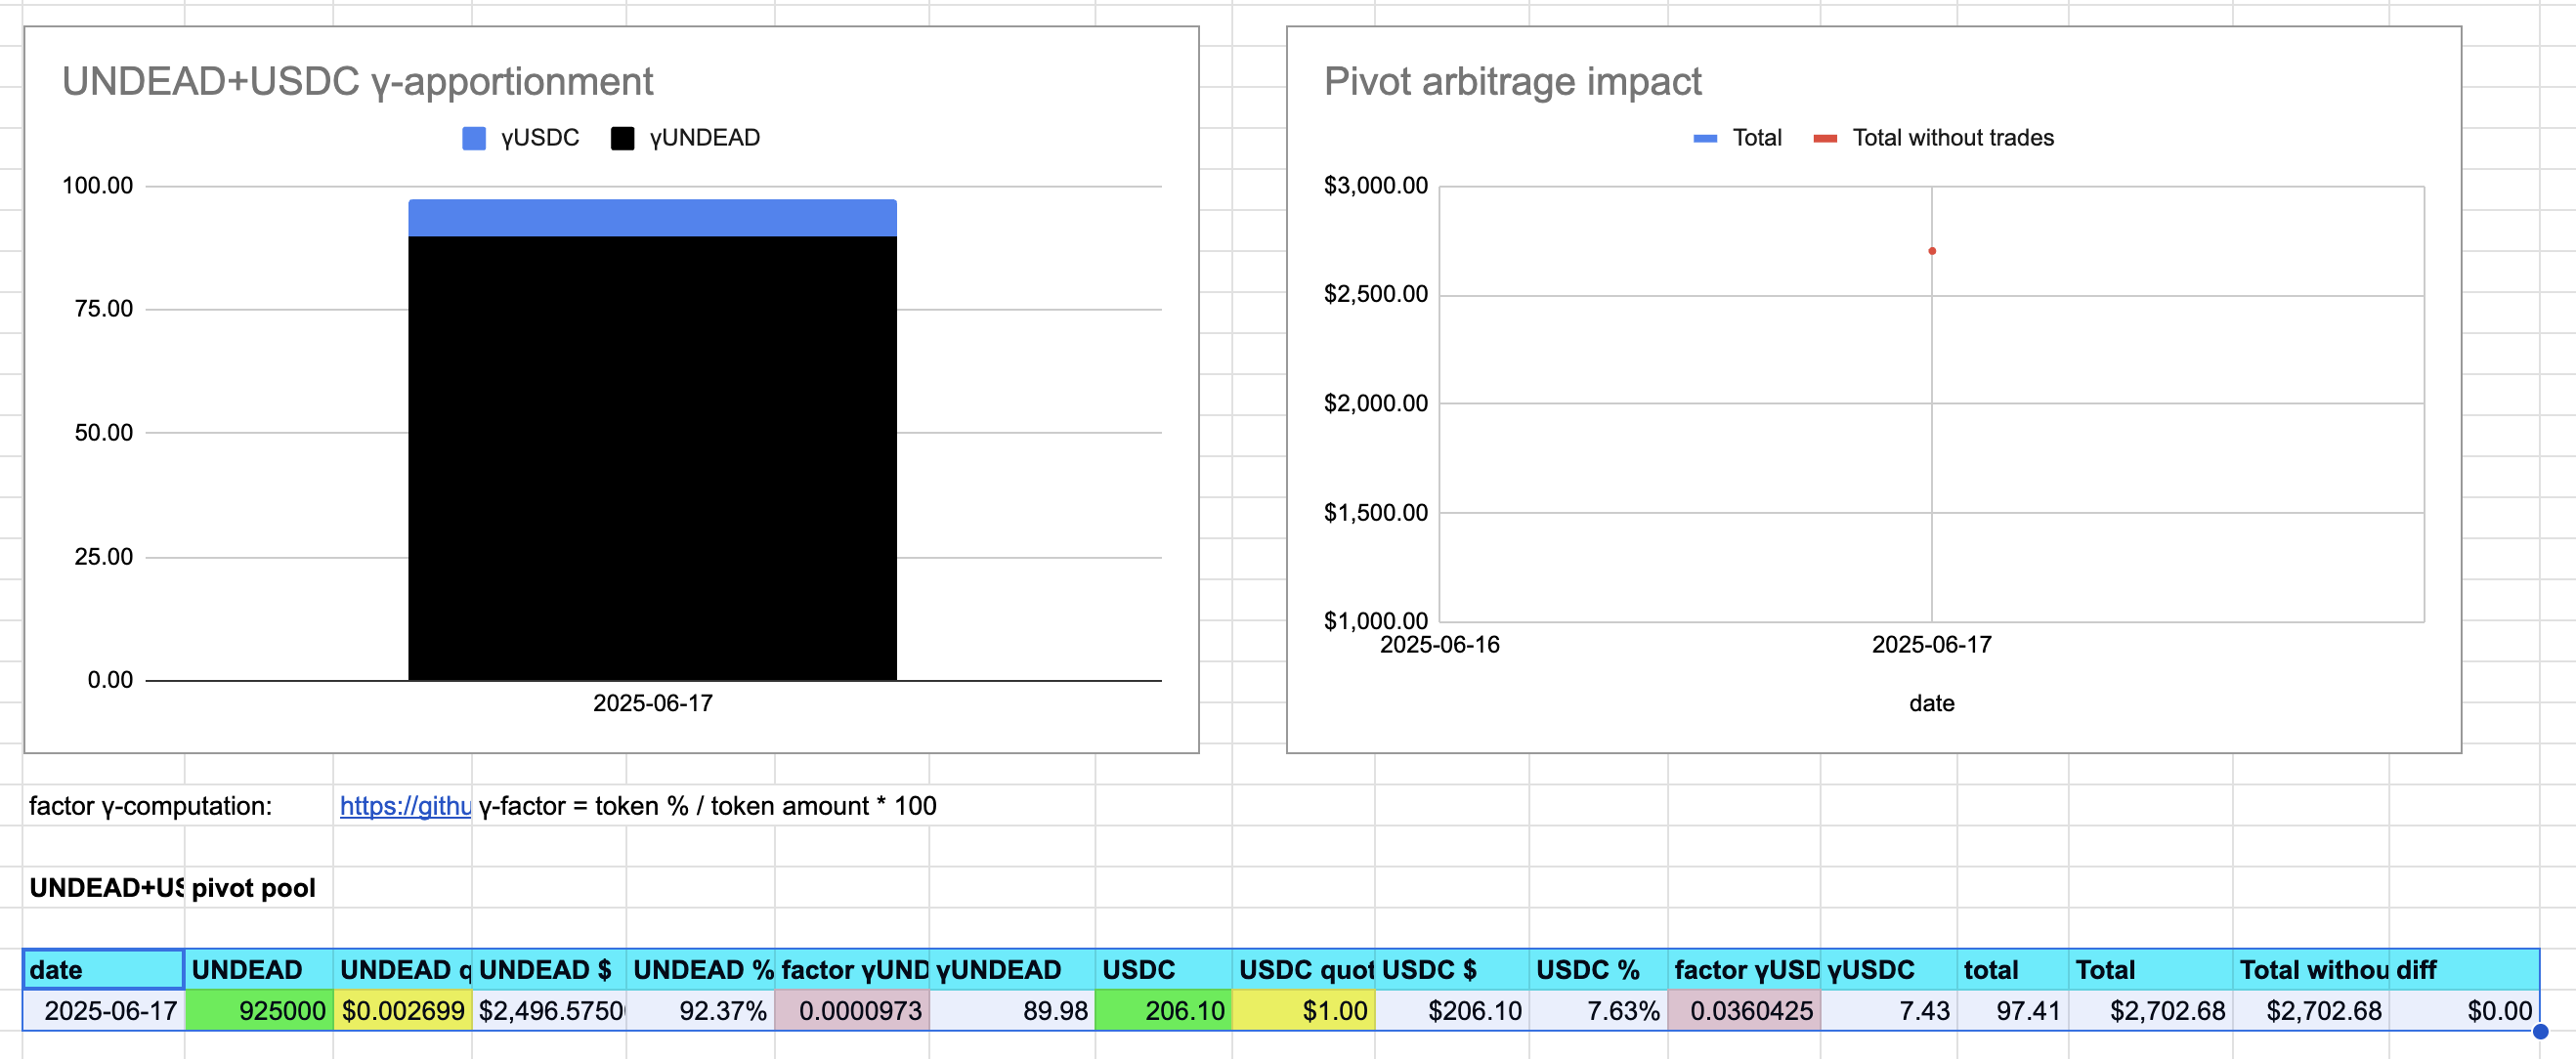 UNDEAD+USDC γ-apportionment
γUSDC γUNDEAD
100.00
75.00
50.00
25.00
0.00
2025-06-17
Pivot arbitrage impact
Total Total without trades
$3,000.00
$2,500.00
$2,000.00
$1,500.00
$1,000.00
2025-06-16 2025-06-17
date
factor γ-computation: https://githu γ-factor = token % / token amount * 100
UNDEAD+US pivot pool
date UNDEAD UNDEAD q UNDEAD $ UNDEAD % factor γUND γUNDEAD USDC USDC quot USDC $ USDC % factor γUSD γUSDC total Total Total withou diff
2025-06-17 925000 $0.002699 $2,496.5750 92.37% 0.0000973 89.98 206.10 $1.00 $206.10 7.63% 0.0360425 7.43 97.41 $2,702.68 $2,702.68 $0.00